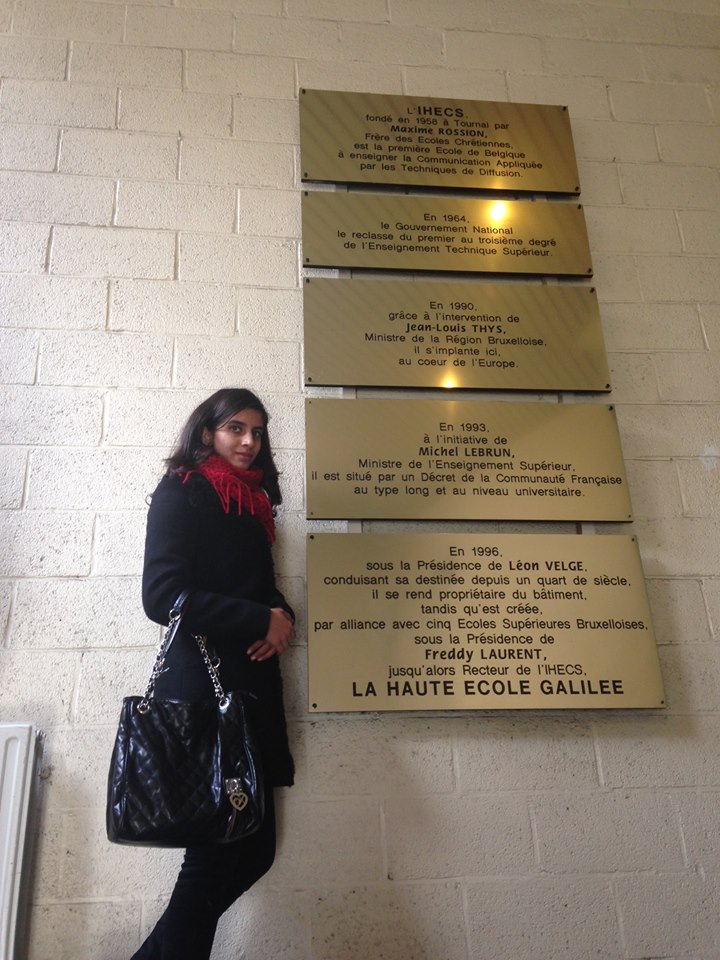 L'IHECS,
fondé en 1958 à Tournai par
Maxime ROSSION,
Frère des Ecoles Chrétiennes,
est la première Ecole de Belgique
à enseigner la Communication Appliquée
par les Techniques de Diffusion.
En 1964,
le Gouvernement National
le reclasse du premier au troisième degré
de l'Enseignement Technique Supérieur.
En 1990,
grâce à l'intervention de
Jean-Louis THYS,
Ministre de la Région Bruxelloise,
il s'implante ici,
au coeur de l'Europe.
En 1993,
à l'initiative de
Michel LEBRUN,
Ministre de l'Enseignement Supérieur,
il est situé par un Décret de la Communauté Française
au type long et au niveau universitaire.
En 1996,
sous la Présidence de Léon VELGE,
conduisant sa destinée depuis un quart de siècle,
il se rend propriétaire du bâtiment,
tandis qu'est créée,
par alliance avec cinq Ecoles Supérieures Bruxelloises,
sous la Présidence de
Freddy LAURENT,
jusqu'alors Recteur de l'IHECS,
LA HAUTE ECOLE GALILEE